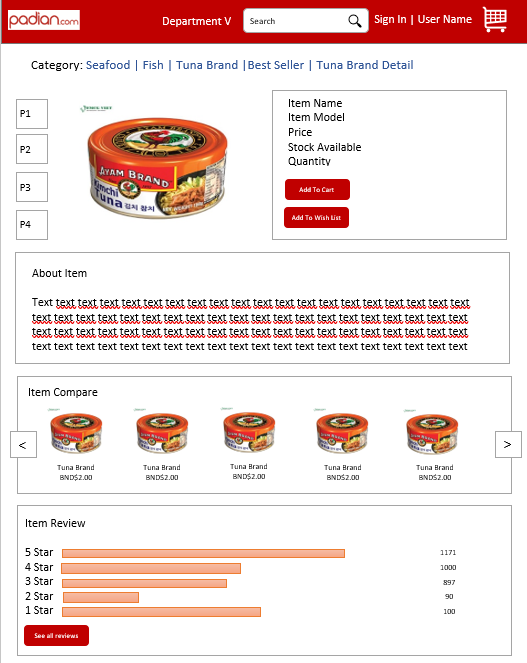 padian.com
Department V
Search
Sign In | User Name
Category: Seafood | Fish | Tuna Brand |Best Seller | Tuna Brand Detail
P1
P2
P3
P4
AYAM BRAND
Kimchi
Tuna 김치 참치
Item Name
Item Model
Price
Stock Available
Quantity
Add To Cart
Add To Wish List
About Item
Text text text text text text text text text text text text text text text text text text text text
text text text text text text text text text text text text text text text text text text text text
text text text text text text text text text text text text text text text text text text text text
text text text text text text text text text text text text text text text text text text text text
Item Compare
<
>
Tuna Brand
BND$2.00
Tuna Brand
BND$2.00
Tuna Brand
BND$2.00
Tuna Brand
BND$2.00
Tuna Brand
BND$2.00
Item Review
5 Star 1171
4 Star 1000
3 Star 897
2 Star 90
1 Star 100
See all reviews